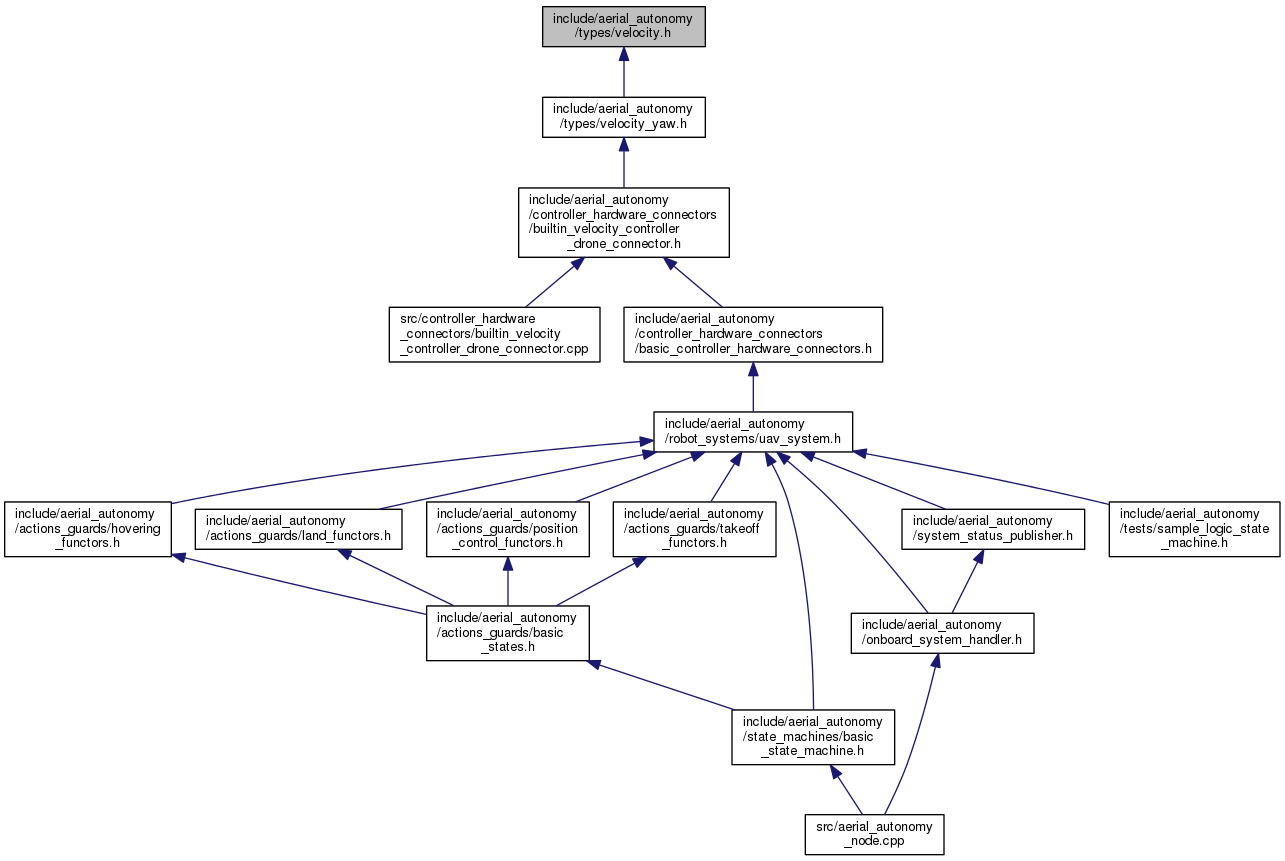 include/aerial_autonomy
/types/velocity.h
include/aerial_autonomy
/types/velocity_yaw.h
include/aerial_autonomy
/controller_hardware_connectors
/builtin_velocity_controller
_drone_connector.h
src/controller_hardware
_connectors/builtin_velocity
_controller_drone_connector.cpp
include/aerial_autonomy
/controller_hardware_connectors
/basic_controller_hardware_connectors.h
include/aerial_autonomy
/robot_systems/uav_system.h
include/aerial_autonomy
/actions_guards/hovering
_functors.h
include/aerial_autonomy
/actions_guards/land_functors.h
include/aerial_autonomy
/actions_guards/position
_control_functors.h
include/aerial_autonomy
/actions_guards/takeoff
_functors.h
include/aerial_autonomy
/system_status_publisher.h
include/aerial_autonomy
/tests/sample_logic_state
_machine.h
include/aerial_autonomy
/actions_guards/basic
_states.h
include/aerial_autonomy
/onboard_system_handler.h
include/aerial_autonomy
/state_machines/basic
_state_machine.h
src/aerial_autonomy
_node.cpp